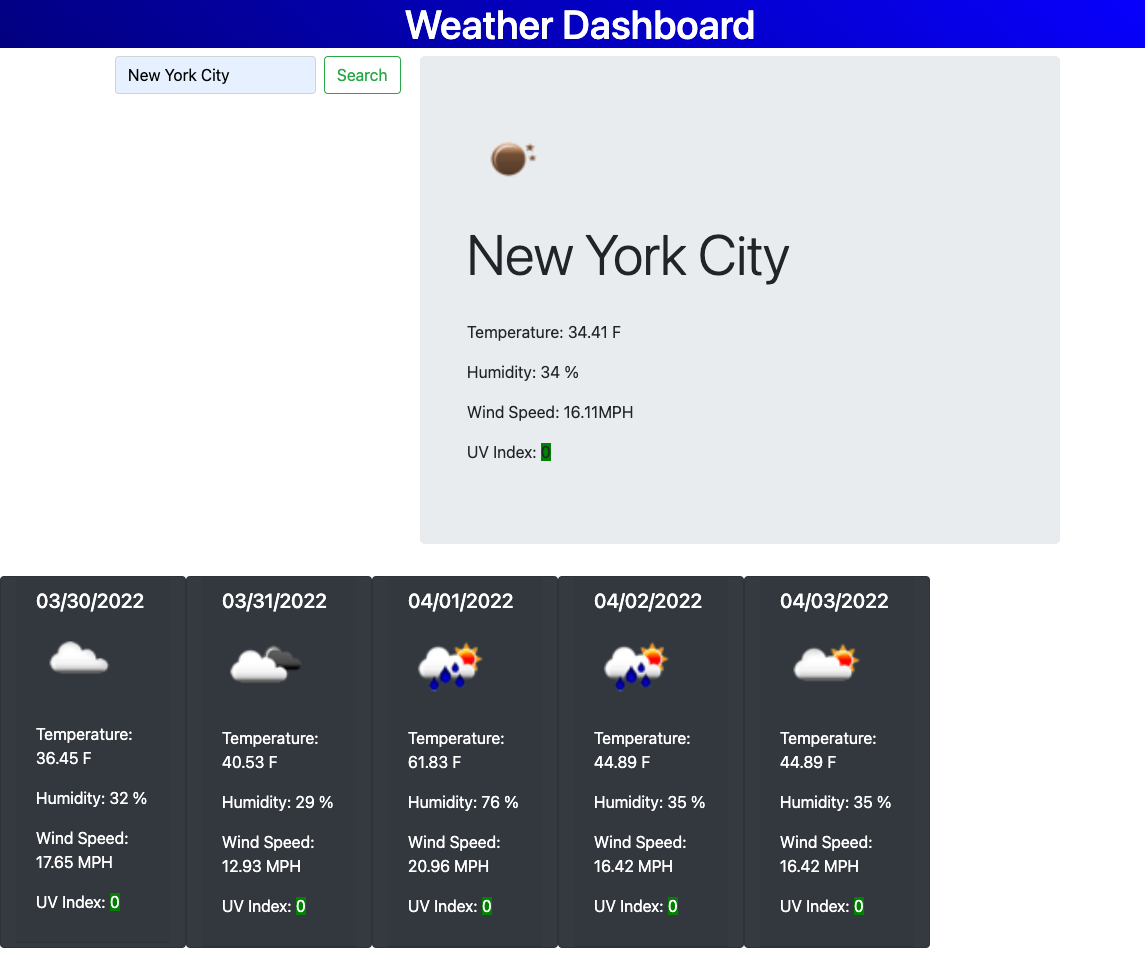 Weather Dashboard
New York City
Search
New York City
Temperature: 34.41 F
Humidity: 34 %
Wind Speed: 16.11MPH
UV Index: 0
03/30/2022
Temperature:
36.45 F
Humidity: 32 %
Wind Speed:
17.65 MPH
UV Index: 0
03/31/2022
Temperature:
40.53 F
Humidity: 29 %
Wind Speed:
12.93 MPH
UV Index: 0
04/01/2022
Temperature:
61.83 F
Humidity: 76 %
Wind Speed:
20.96 MPH
UV Index: 0
04/02/2022
Temperature:
44.89 F
Humidity: 35 %
Wind Speed:
16.42 MPH
UV Index: 0
04/03/2022
Temperature:
44.89 F
Humidity: 35 %
Wind Speed:
16.42 MPH
UV Index: 0